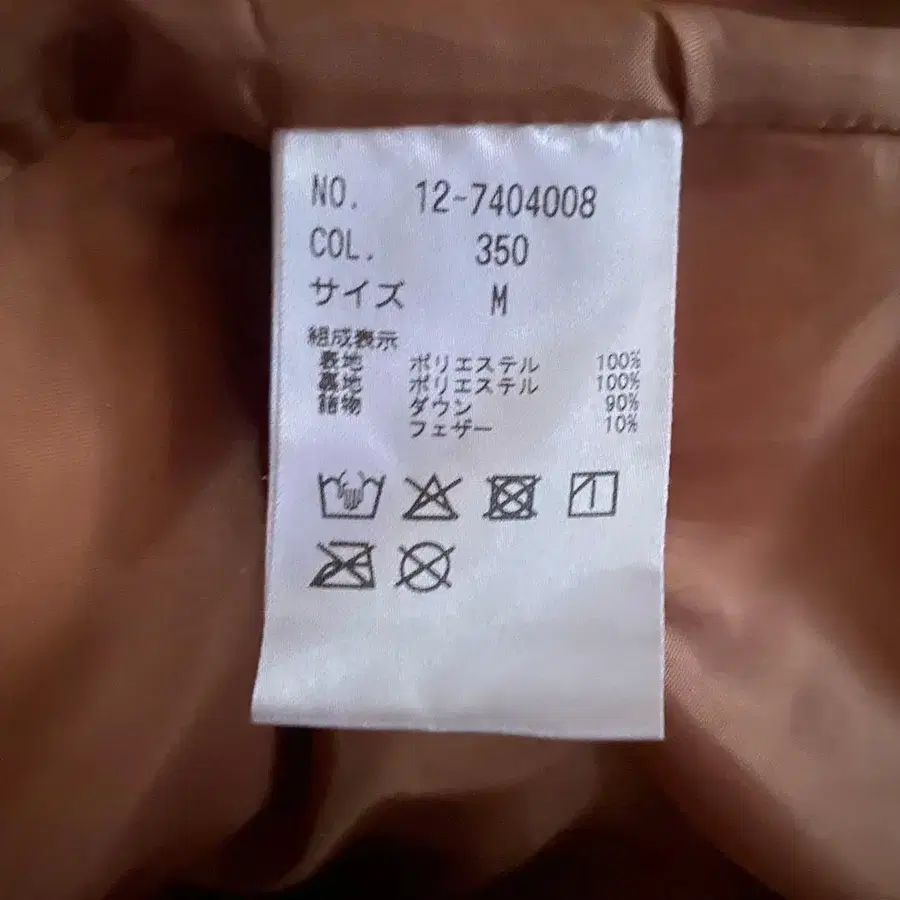 NO. 12-7404008
COL. 350
サイズ M
組成表示
表地 ポリエステル 100%
裏地 ポリエステル 100%
詰物 ダウン 90%
フェザー 10%